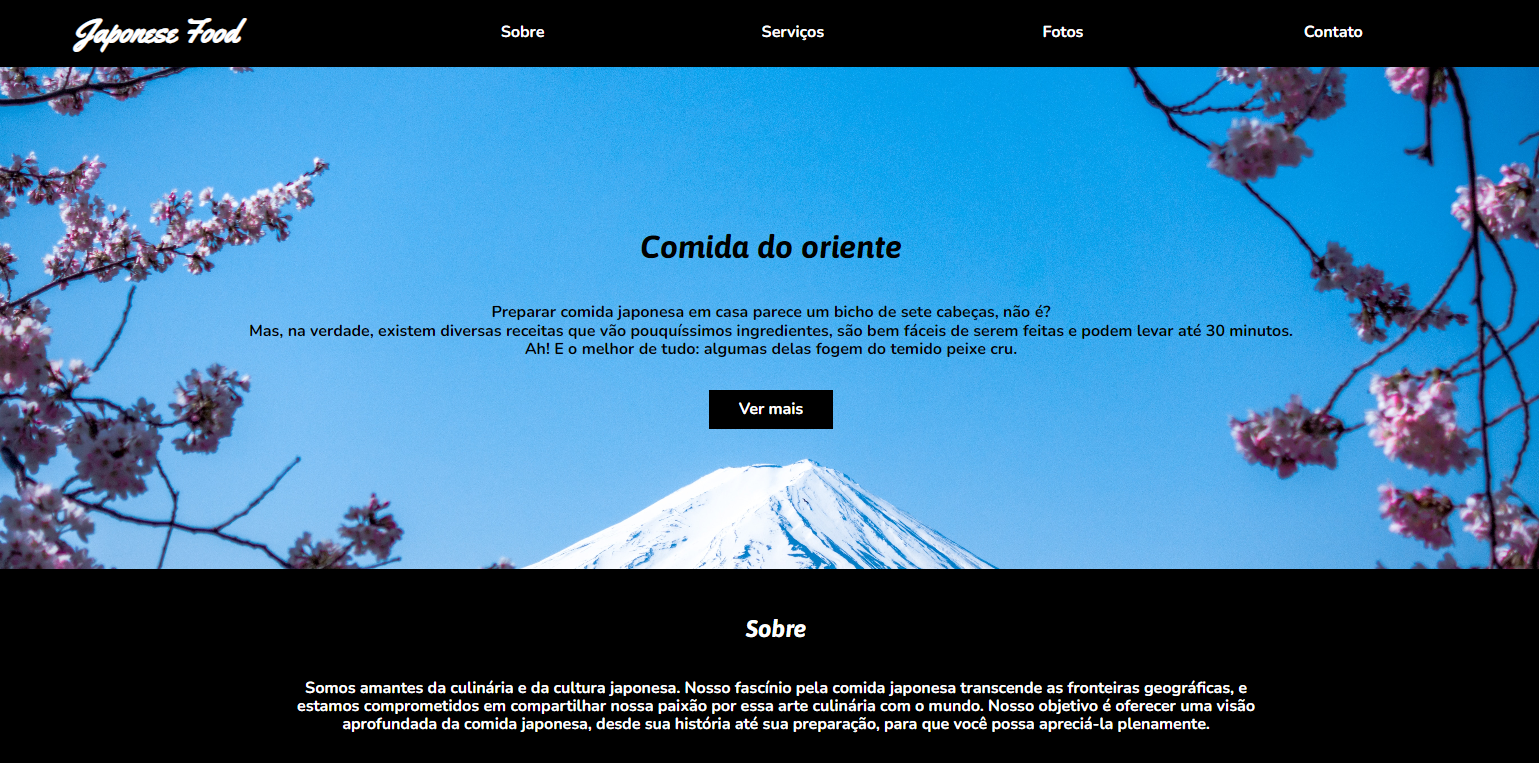 Japonese Food
Sobre
Serviços
Fotos
Contato
Comida do oriente
Preparar comida japonesa em casa parece um bicho de sete cabeças, não é?
Mas, na verdade, existem diversas receitas que vão pouquíssimos ingredientes, são bem fáceis de serem feitas e podem levar até 30 minutos.
Ah! E o melhor de tudo: algumas delas fogem do temido peixe cru.
Ver mais
Sobre
Somos amantes da culinária e da cultura japonesa. Nosso fascínio pela comida japonesa transcende as fronteiras geográficas, e
estamos comprometidos em compartilhar nossa paixão por essa arte culinária com o mundo. Nosso objetivo é oferecer uma visão
aprofundada da comida japonesa, desde sua história até sua preparação, para que você possa apreciá-la plenamente.